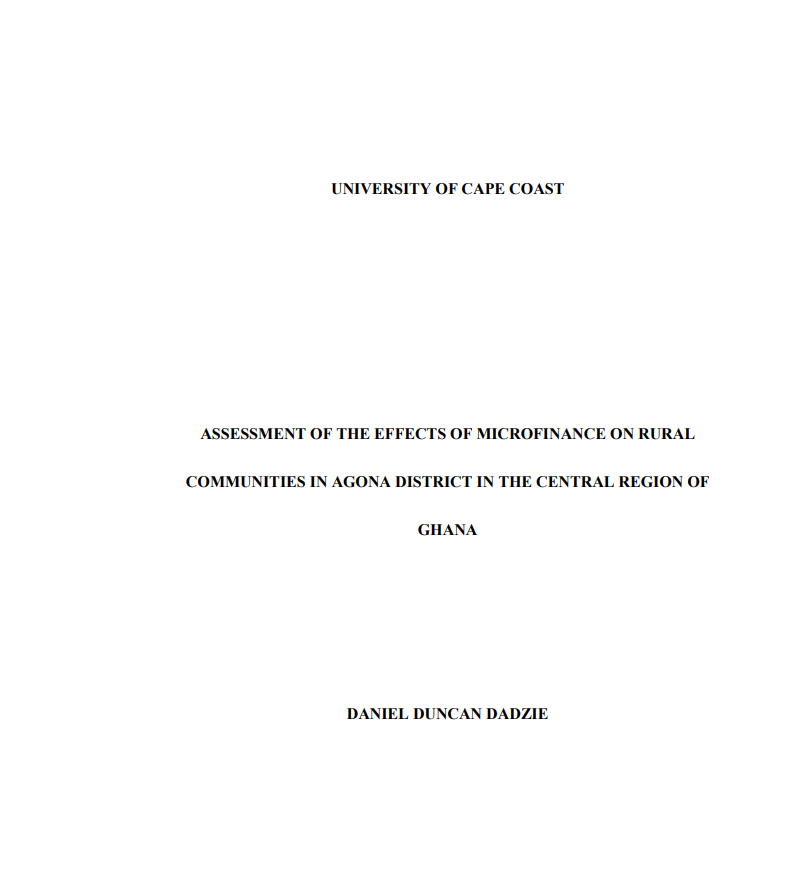 UNIVERSITY OF CAPE COAST
ASSESSMENT OF THE EFFECTS OF MICROFINANCE ON RURAL
COMMUNITIES IN AGONA DISTRICT IN THE CENTRAL REGION OF
GHANA
DANIEL DUNCAN DADZIE